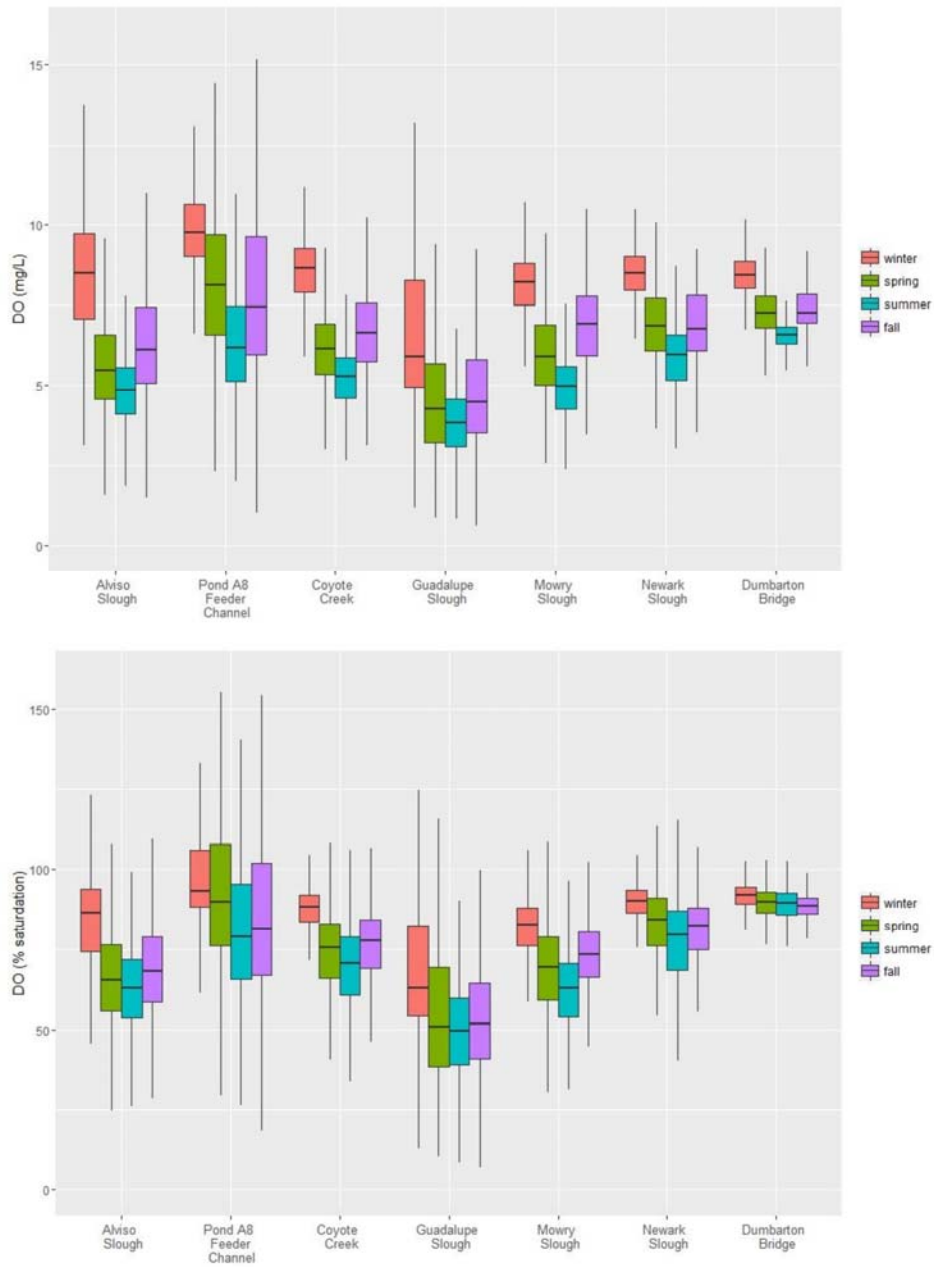 DO (mg/L)
15
10
5
0
Alviso
Slough
Pond A8
Feeder
Channel
Coyote
Creek
Guadalupe
Slough
Mowry
Slough
Newark
Slough
Dumbarton
Bridge
winter
spring
summer
fall
DO (% saturdation)
150
100
50
0
Alviso
Slough
Pond A8
Feeder
Channel
Coyote
Creek
Guadalupe
Slough
Mowry
Slough
Newark
Slough
Dumbarton
Bridge
winter
spring
summer
fall